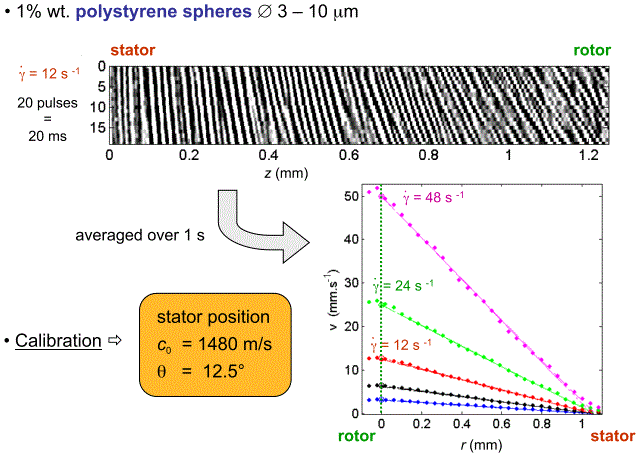 • 1% wt. polystyrene spheres ∅ 3 – 10 μm
stator
rotor
γ̇ = 12 s⁻¹
20 pulses
=
20 ms
0
5
10
15
0
0.2
0.4
0.6
0.8
1
1.2
z (mm)
averaged over 1 s
• Calibration ⇨
stator position
c₀ = 1480 m/s
θ = 12.5°
50
40
30
20
10
0
v (mm.s⁻¹)
γ̇ = 48 s⁻¹
γ̇ = 24 s⁻¹
γ̇ = 12 s⁻¹
0
0.2
0.4
0.6
0.8
1.0
rotor
r (mm)
stator